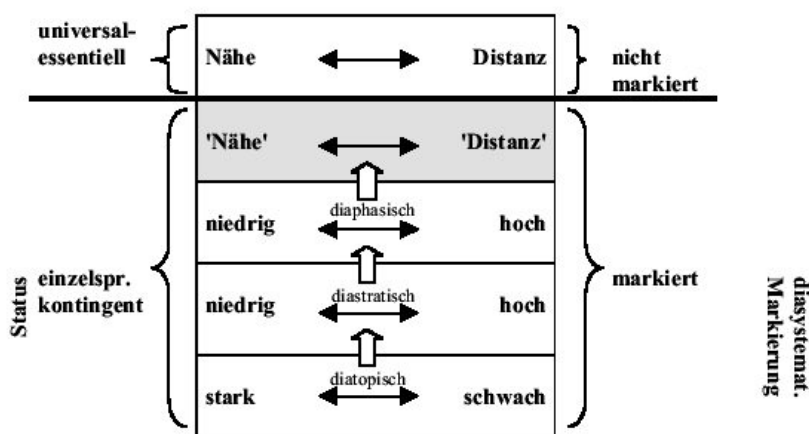 universal-
essentiell
Nähe
Distanz
nicht
markiert
'Nähe'
'Distanz'
diaphasisch
niedrig
hoch
Status
einzelspr.
kontingent
diastratisch
niedrig
hoch
markiert
diasystemat.
Markierung
diatopisch
stark
schwach